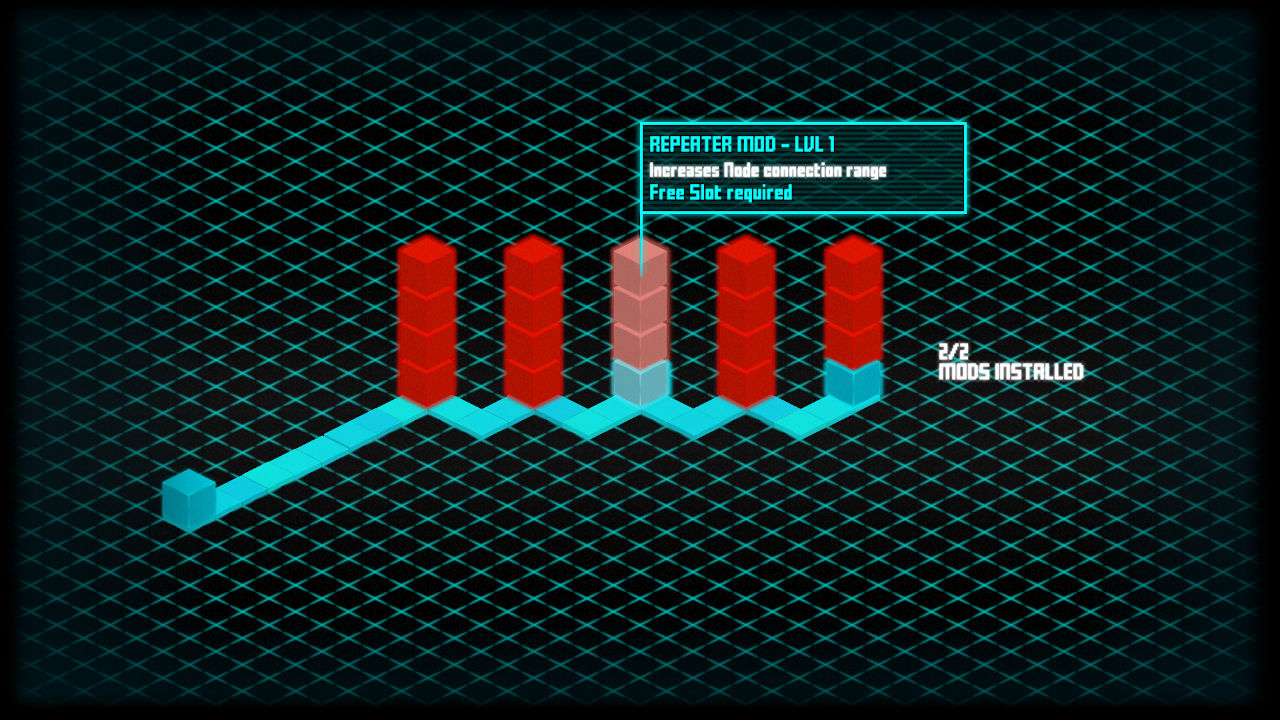 REPEATER MOD - LVL 1
Increases Node connection range
Free Slot required
2/2
MODS INSTALLED